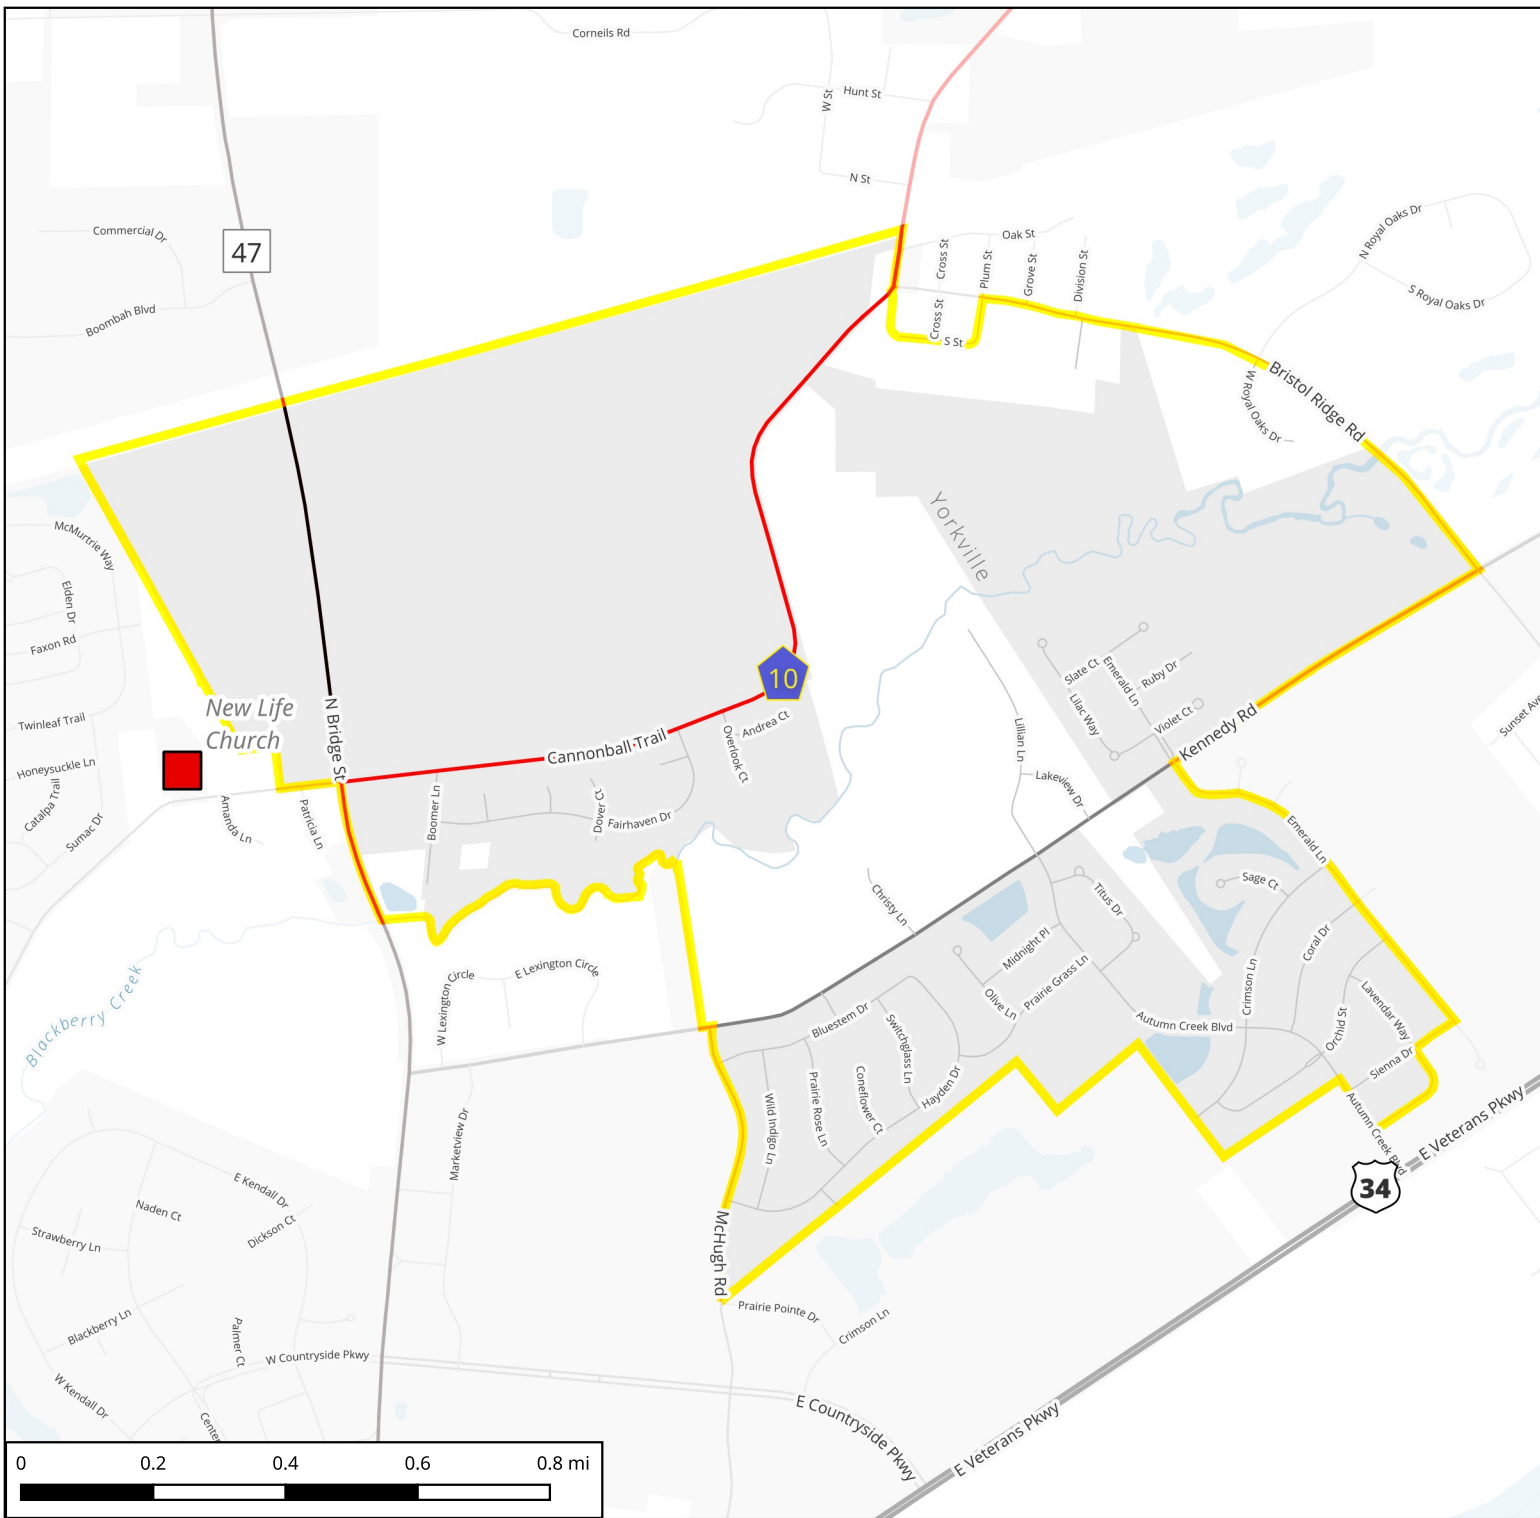 Corneils Rd
W St
Hunt St
N St
Commercial Dr
47
Boombah Blvd
Oak St
Cross St
Plum St
Grove St
Division St
Cross St
S St
N Royal Oaks Dr
S Royal Oaks Dr
W Royal Oaks Dr
Bristol Ridge Rd
Yorkville
McMurtrie Way
Elden Dr
Faxon Rd
Twinleaf Trail
Honeysuckle Ln
Catalpa Trail
Sumac Dr
New Life
Church
N Bridge St
Amanda Ln
Patricia Ln
Cannonball Trail
10
Andrea Ct
Overlook Ct
Boomer Ln
Dover Ct
Fairhaven Dr
Slate Ct
Emerald Ln
Ruby Dr
Lilac Way
Violet Ct
Kennedy Rd
Sunset Ave
Lillian Ln
Lakeview Dr
Emerald Ln
Sage Ct
Christy Ln
Titus Dr
Midnight Pl
Coral Dr
Prairie Grass Ln
Olive Ln
Crimson Ln
Lavendar Way
Orchid St
Autumn Creek Blvd
Sienna Dr
Blackberry Creek
W Lexington Circle
E Lexington Circle
Bluestem Dr
Switchglass Ln
Hayden Dr
Coneflower Ct
Prairie Rose Ln
Wild Indigo Ln
Autumn Creek Blvd
E Veterans Pkwy
34
Marketview Dr
E Kendall Dr
Naden Ct
Dickson Ct
Strawberry Ln
McHugh Rd
Prairie Pointe Dr
Crimson Ln
Blackberry Ln
Palmer Ct
W Countryside Pkwy
W Kendall Dr
Center
E Countryside Pkwy
E Veterans Pkwy
0 0.2 0.4 0.6 0.8 mi